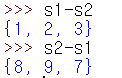 >>> s1-s2
{1, 2, 3}
>>> s2-s1
{8, 9, 7}